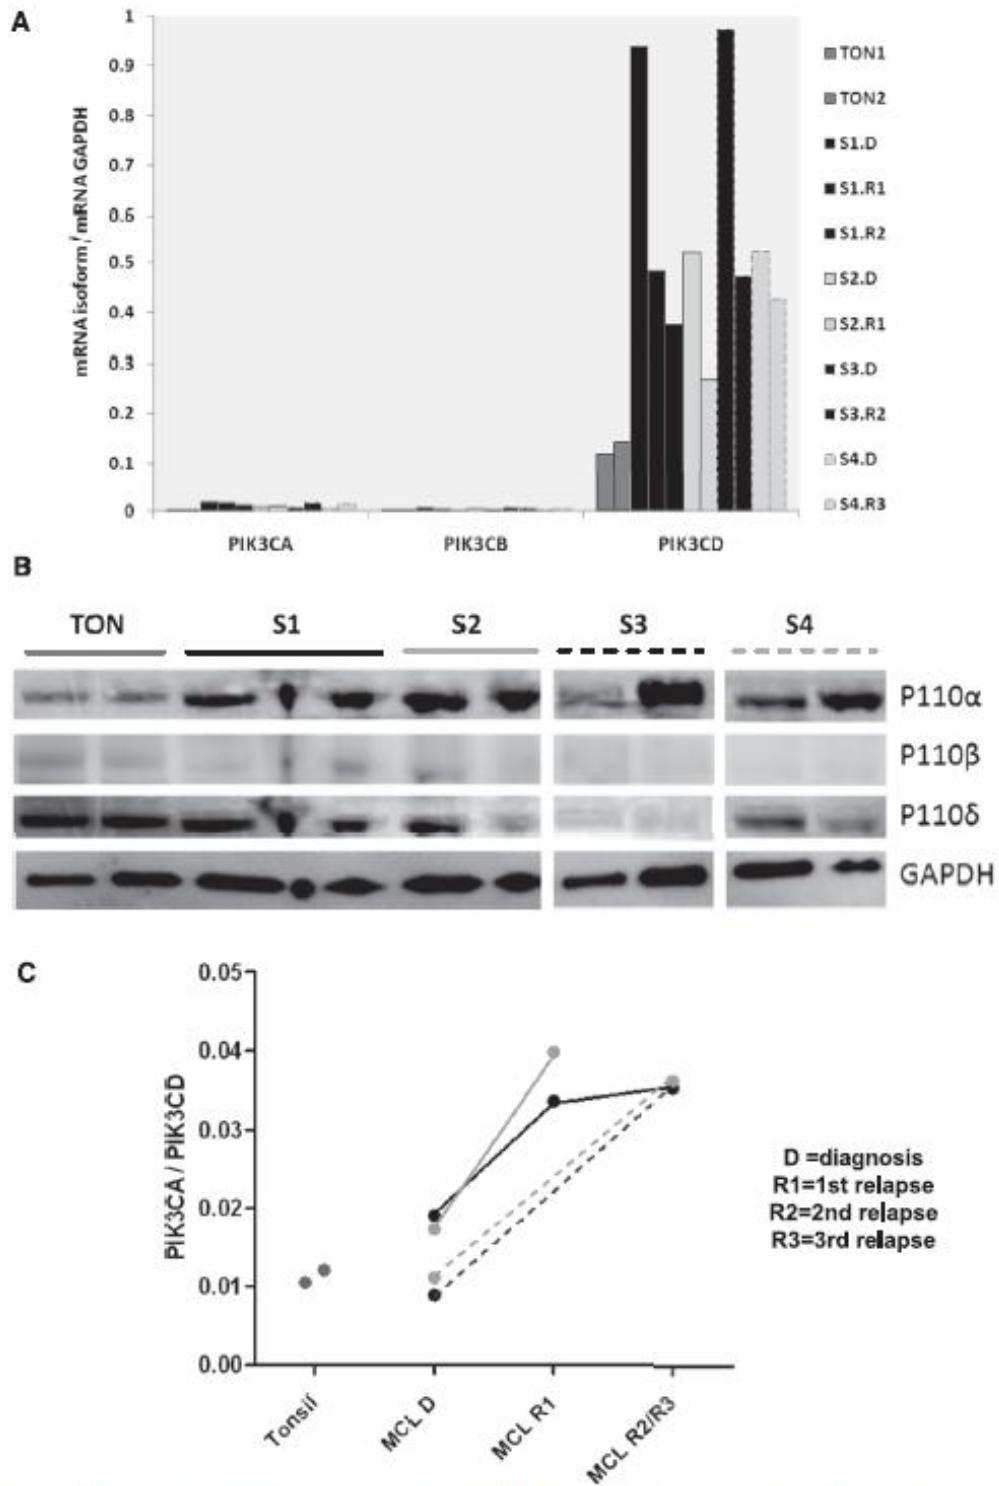 A
1
0.9
0.8
0.7
0.6
0.5
0.4
0.3
0.2
0.1
0
mRNA isoform/mRNA GAPDH
PIK3CA PIK3CB PIK3CD
TON1
TON2
S1.D
S1.R1
S1.R2
S2.D
S2.R1
S3.D
S3.R2
S4.D
S4.R3
B
TON S1 S2 S3 S4
P110α
P110β
P110δ
GAPDH
C
0.05
0.04
0.03
0.02
0.01
0.00
PIK3CA / PIK3CD
Tonsil
MCL D
MCL R1
MCL R2/R3
D =diagnosis
R1=1st relapse
R2=2nd relapse
R3=3rd relapse